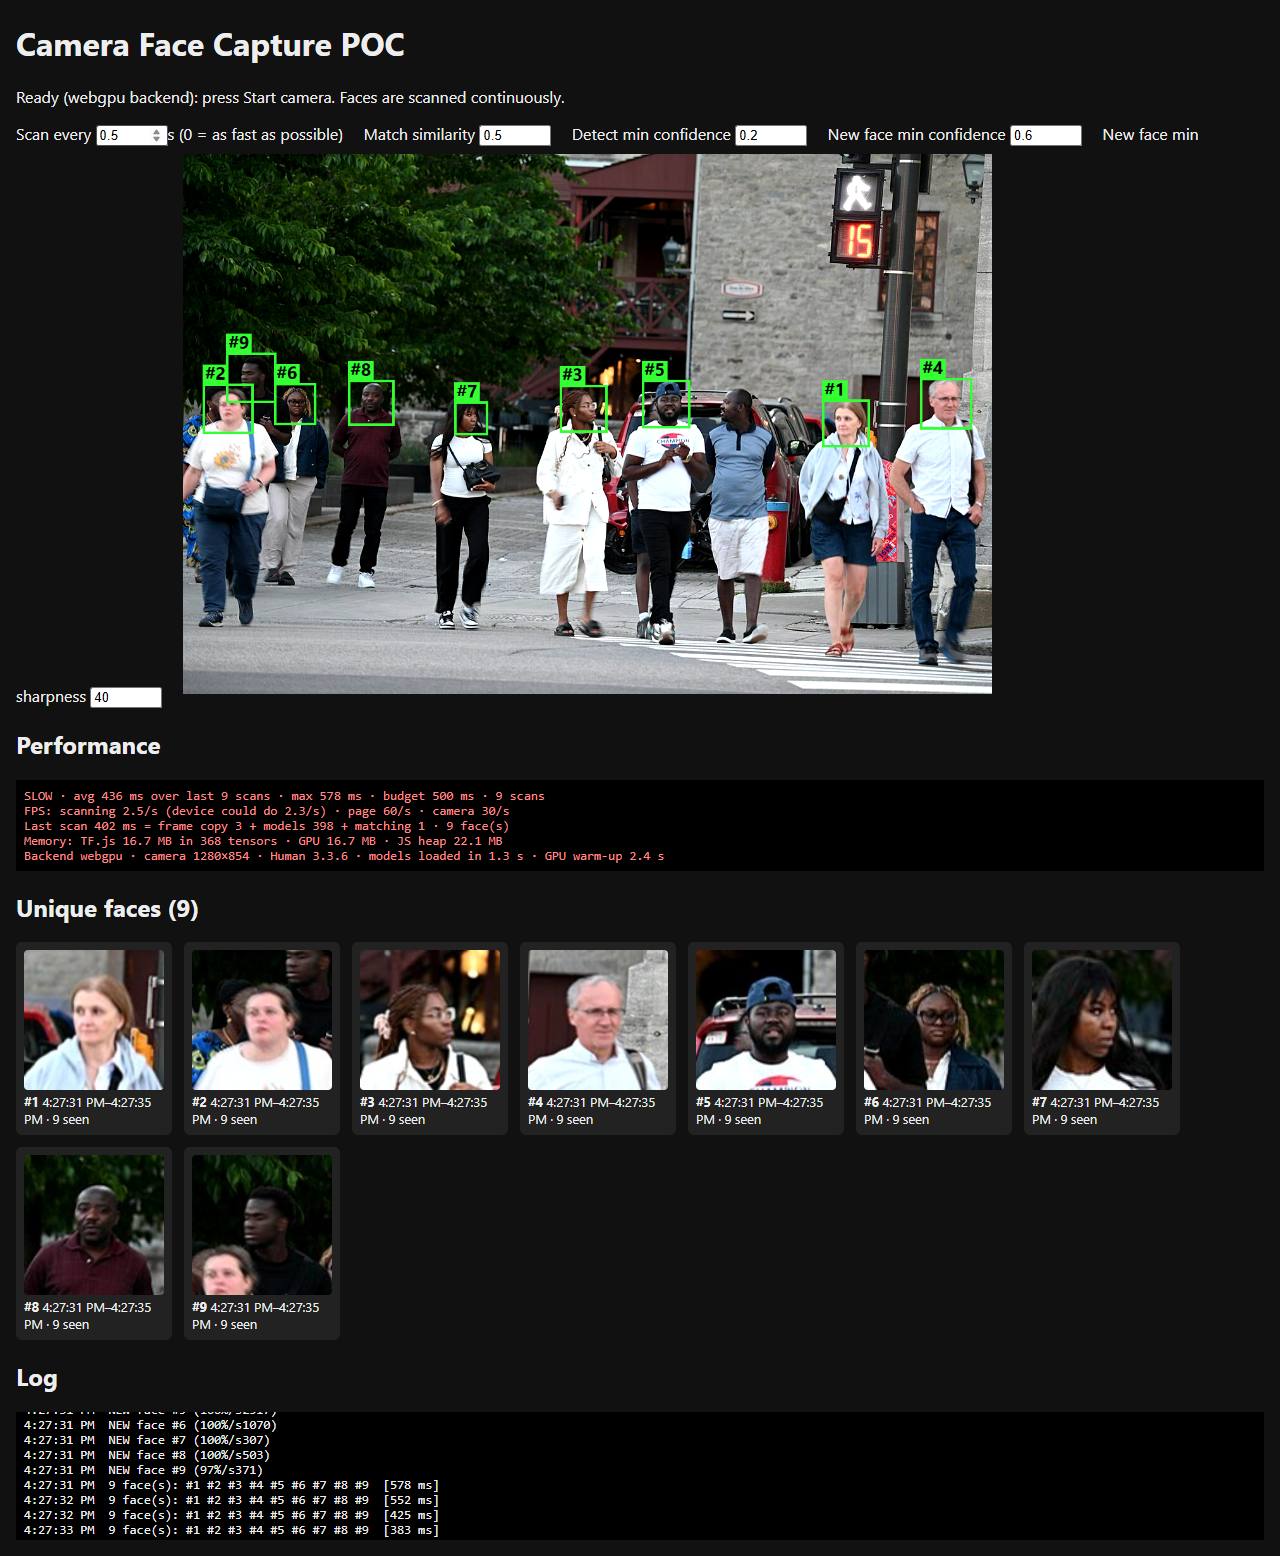 Camera Face Capture POC
Ready (webgpu backend): press Start camera. Faces are scanned continuously.
Scan every 0.5 s (0 = as fast as possible) Match similarity 0.5 Detect min confidence 0.2 New face min confidence 0.6 New face min
15
#9
#2 #6 #8 #7 #3 #5 #1 #4
CHAMPION
sharpness 40
Performance
SLOW · avg 436 ms over last 9 scans · max 578 ms · budget 500 ms · 9 scans
FPS: scanning 2.5/s (device could do 2.3/s) · page 60/s · camera 30/s
Last scan 402 ms = frame copy 3 + models 398 + matching 1 · 9 face(s)
Memory: TF.js 16.7 MB in 368 tensors · GPU 16.7 MB · JS heap 22.1 MB
Backend webgpu · camera 1280×854 · Human 3.3.6 · models loaded in 1.3 s · GPU warm-up 2.4 s
Unique faces (9)
#1 4:27:31 PM–4:27:35
PM · 9 seen
#2 4:27:31 PM–4:27:35
PM · 9 seen
#3 4:27:31 PM–4:27:35
PM · 9 seen
#4 4:27:31 PM–4:27:35
PM · 9 seen
#5 4:27:31 PM–4:27:35
PM · 9 seen
#6 4:27:31 PM–4:27:35
PM · 9 seen
#7 4:27:31 PM–4:27:35
PM · 9 seen
#8 4:27:31 PM–4:27:35
PM · 9 seen
#9 4:27:31 PM–4:27:35
PM · 9 seen
Log
4:27:31 PM NEW face #6 (100%/s1070)
4:27:31 PM NEW face #7 (100%/s307)
4:27:31 PM NEW face #8 (100%/s503)
4:27:31 PM NEW face #9 (97%/s371)
4:27:31 PM 9 face(s): #1 #2 #3 #4 #5 #6 #7 #8 #9 [578 ms]
4:27:32 PM 9 face(s): #1 #2 #3 #4 #5 #6 #7 #8 #9 [552 ms]
4:27:32 PM 9 face(s): #1 #2 #3 #4 #5 #6 #7 #8 #9 [425 ms]
4:27:33 PM 9 face(s): #1 #2 #3 #4 #5 #6 #7 #8 #9 [383 ms]